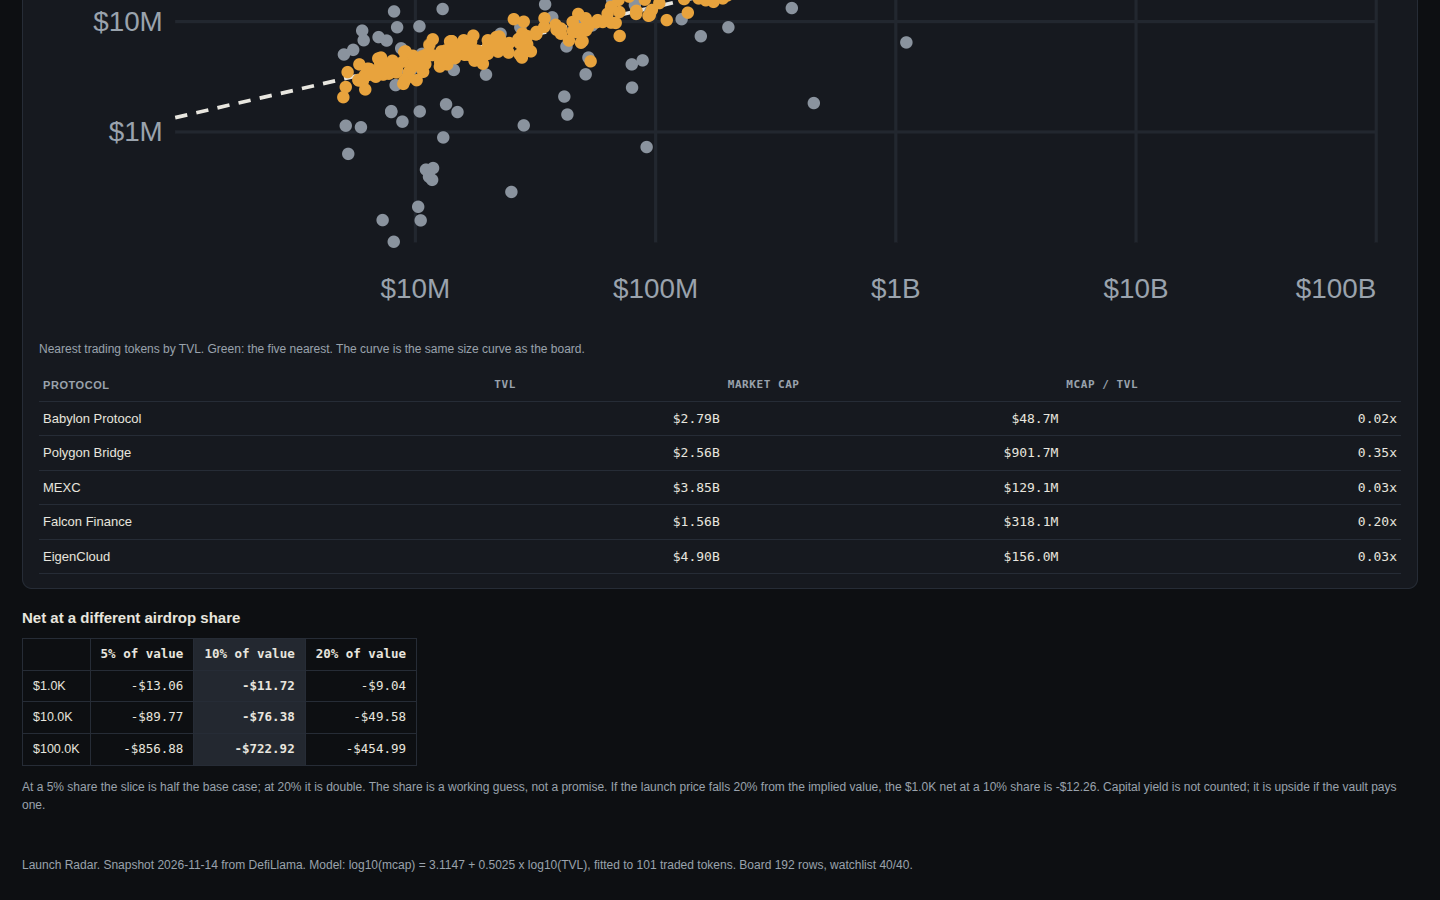 $10M
$1M
$10M $100M $1B $10B $100B
Nearest trading tokens by TVL. Green: the five nearest. The curve is the same size curve as the board.
PROTOCOL TVL MARKET CAP MCAP / TVL
Babylon Protocol $2.79B $48.7M 0.02x
Polygon Bridge $2.56B $901.7M 0.35x
MEXC $3.85B $129.1M 0.03x
Falcon Finance $1.56B $318.1M 0.20x
EigenCloud $4.90B $156.0M 0.03x
Net at a different airdrop share
5% of value 10% of value 20% of value
$1.0K -$13.06 -$11.72 -$9.04
$10.0K -$89.77 -$76.38 -$49.58
$100.0K -$856.88 -$722.92 -$454.99
At a 5% share the slice is half the base case; at 20% it is double. The share is a working guess, not a promise. If the launch price falls 20% from the implied value, the $1.0K net at a 10% share is -$12.26. Capital yield is not counted; it is upside if the vault pays
one.
Launch Radar. Snapshot 2026-11-14 from DefiLlama. Model: log10(mcap) = 3.1147 + 0.5025 x log10(TVL), fitted to 101 traded tokens. Board 192 rows, watchlist 40/40.